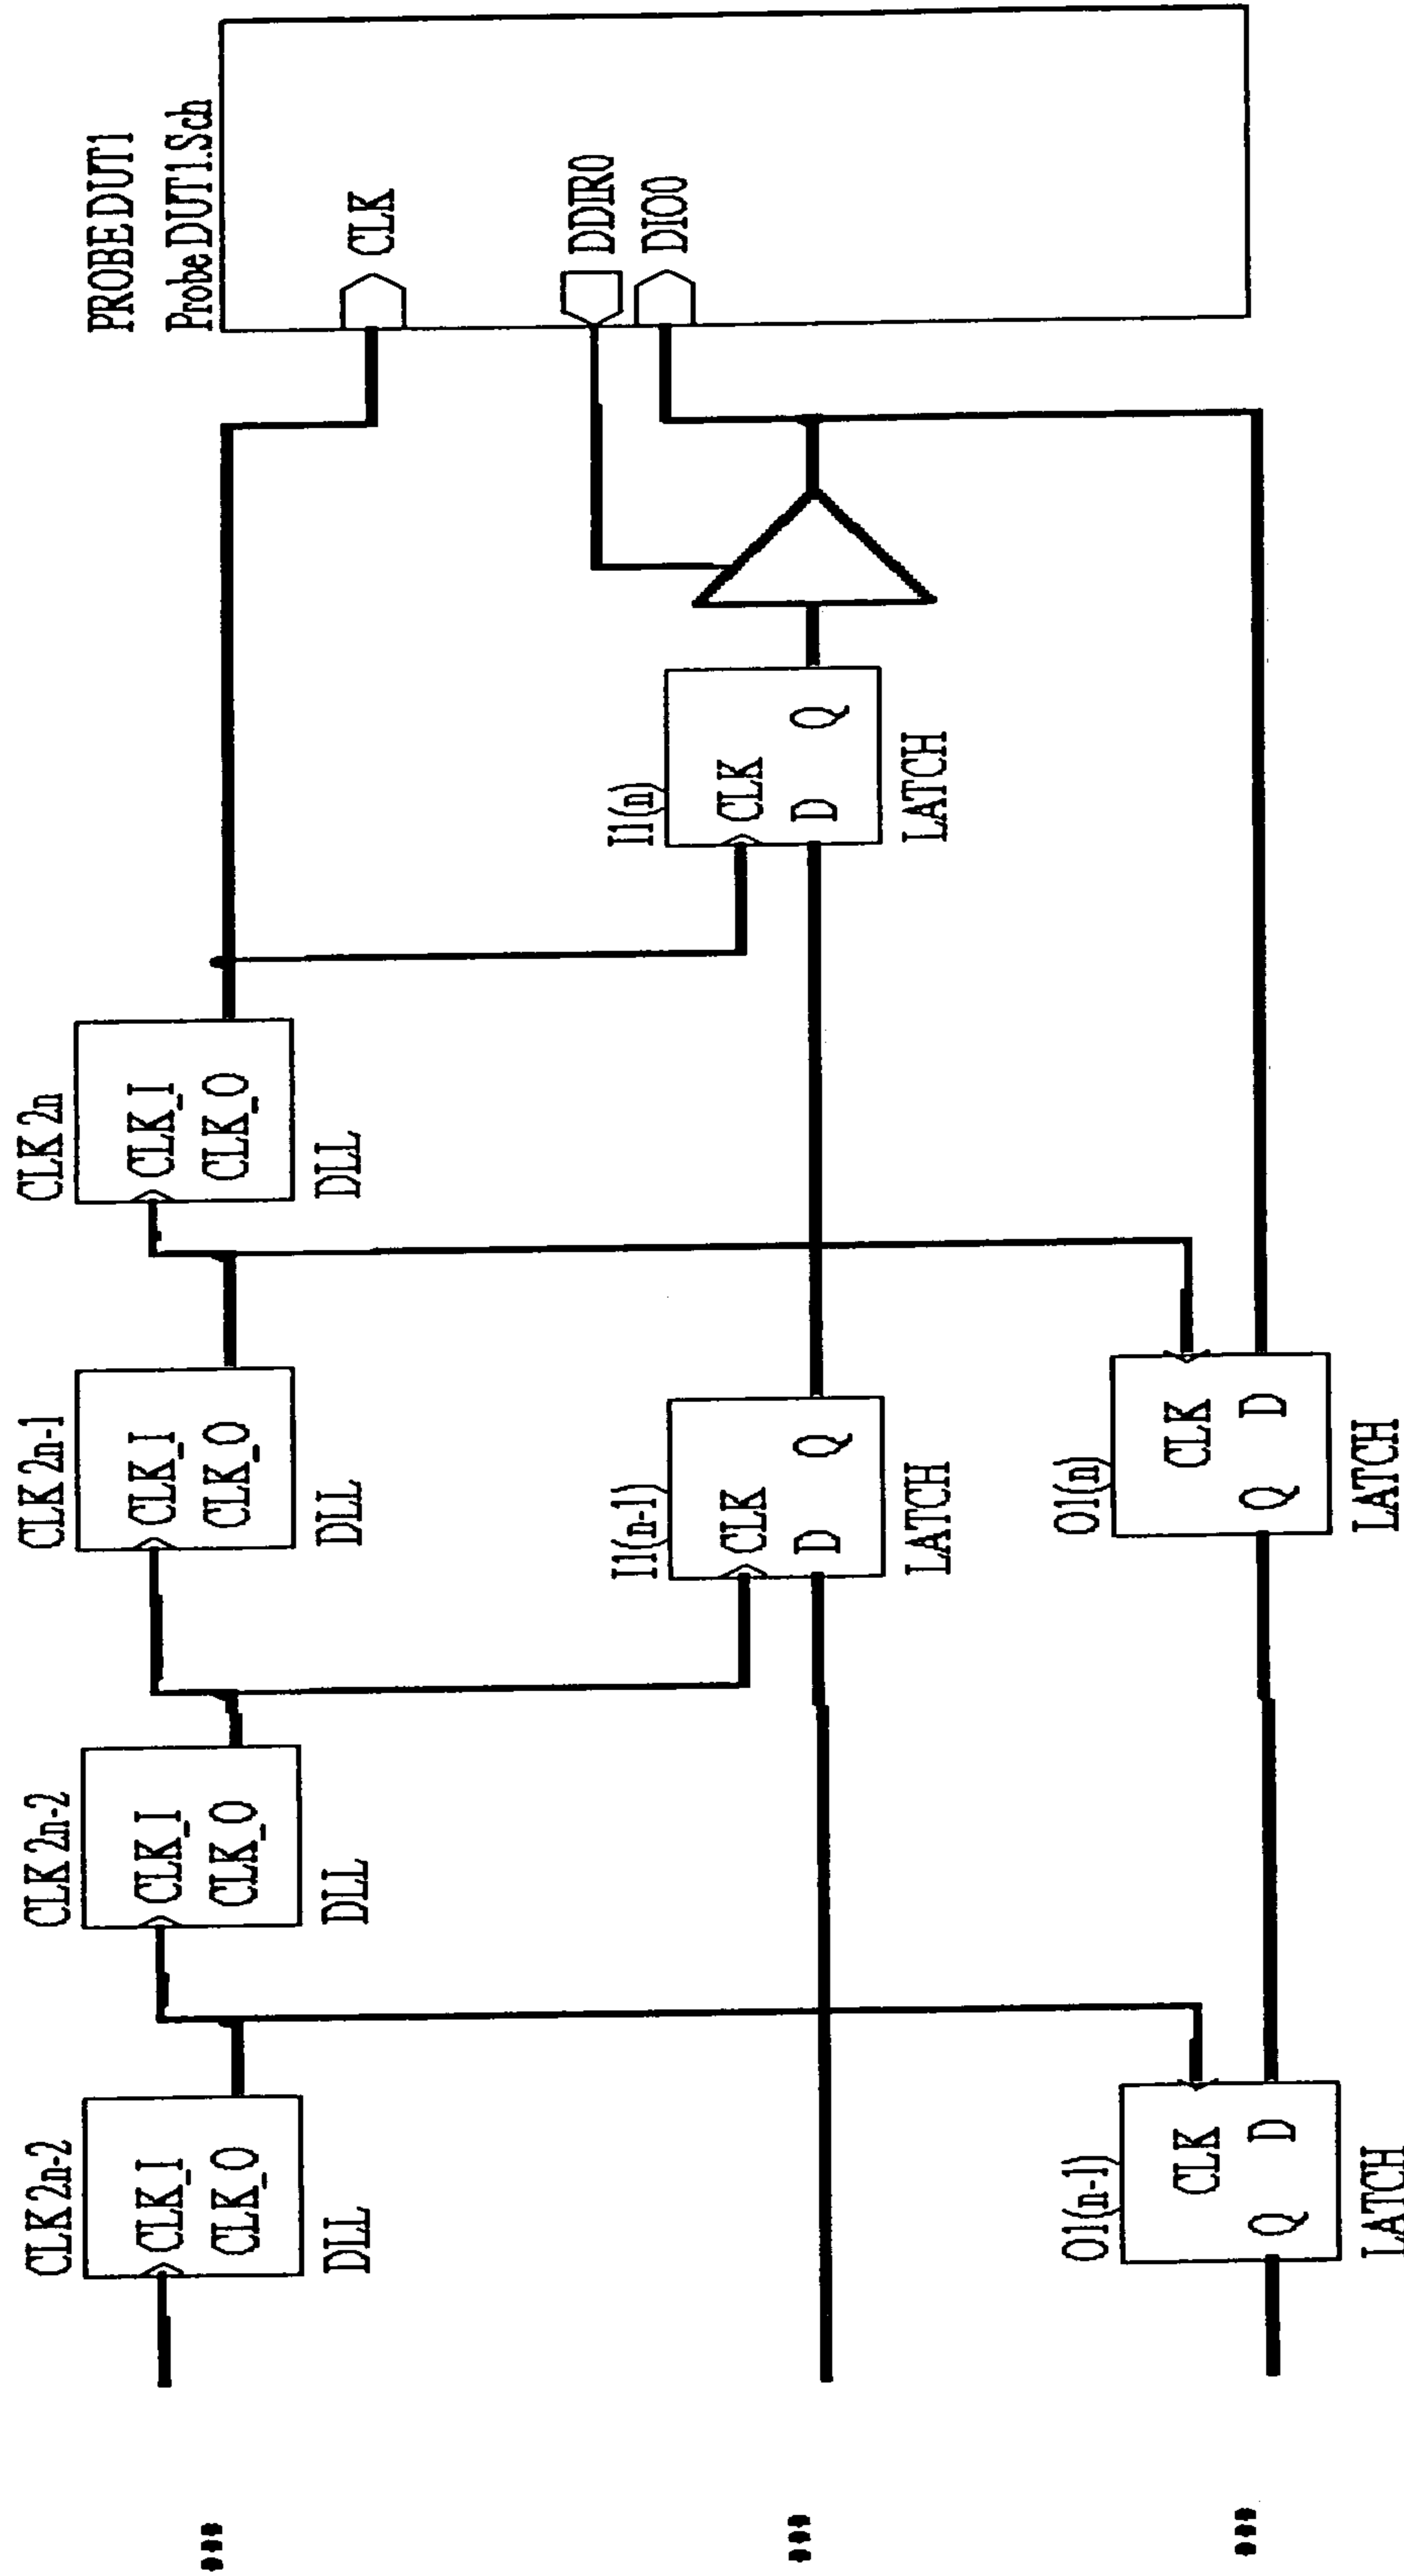 CLK 2n-2
CLK_I
CLK_O
DLL
CLK 2n-2
CLK_I
CLK_O
DLL
CLK 2n-1
CLK_I
CLK_O
DLL
CLK 2n
CLK_I
CLK_O
DLL
PROBE DUT1
Probe DUT1.Sch
CLK
DDIR0
DIO0
I1(n-1)
CLK
D Q
LATCH
I1(n)
CLK
D Q
LATCH
O1(n-1)
CLK
Q D
LATCH
O1(n)
CLK
Q D
LATCH